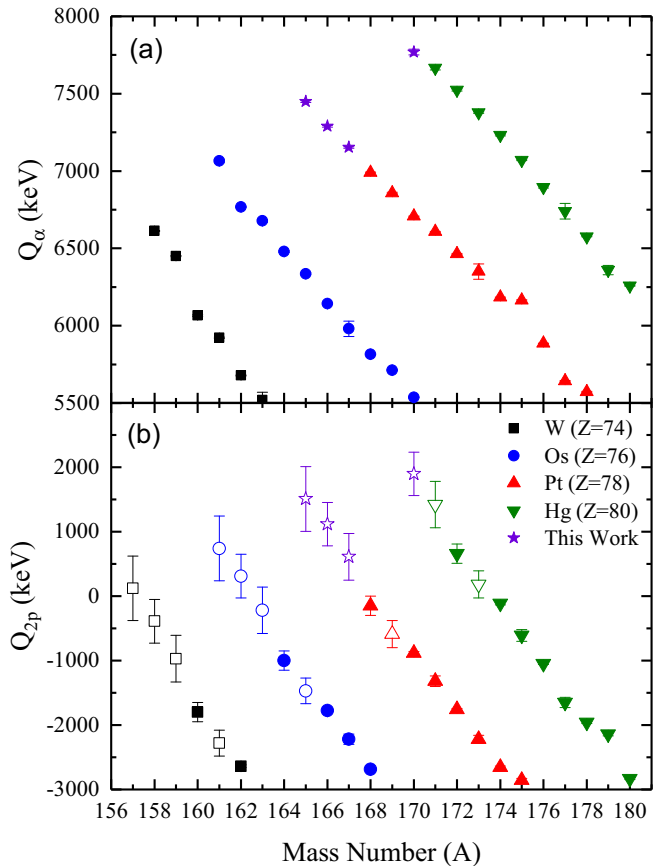 (a)
8000
7500
7000
6500
6000
5500
Qα (keV)
(b)
W (Z=74)
Os (Z=76)
Pt (Z=78)
Hg (Z=80)
This Work
2000
1000
0
-1000
-2000
-3000
Q2p (keV)
156 158 160 162 164 166 168 170 172 174 176 178 180
Mass Number (A)